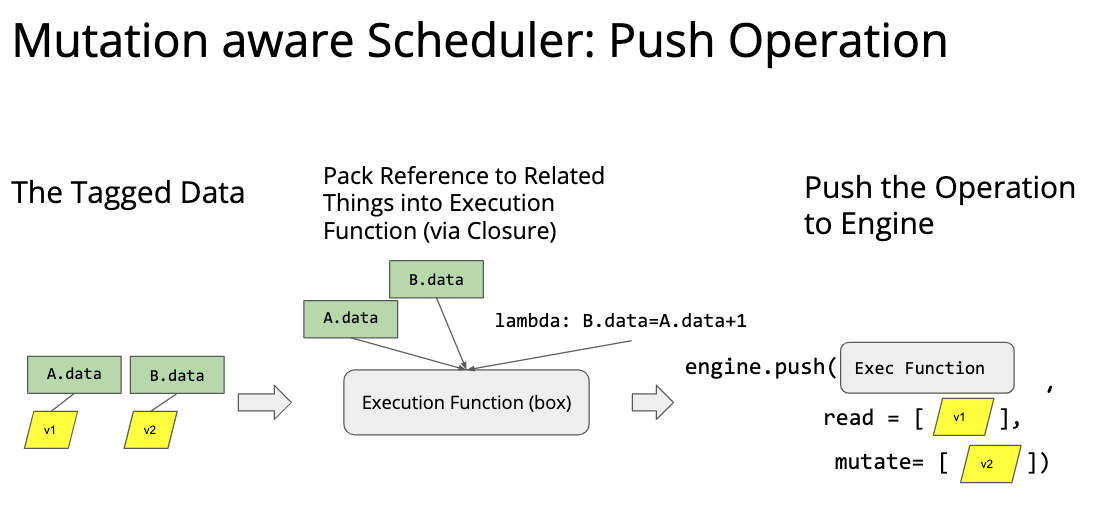 Mutation aware Scheduler: Push Operation
The Tagged Data
A.data
B.data
v1
v2
Pack Reference to Related
Things into Execution
Function (via Closure)
B.data
A.data
lambda: B.data=A.data+1
Execution Function (box)
Push the Operation
to Engine
engine.push( Exec Function ,
read = [ v1 ],
mutate= [ v2 ])